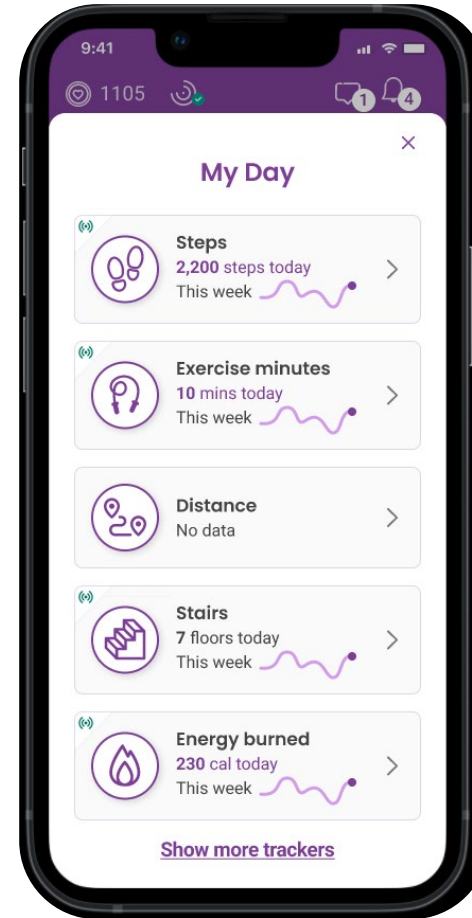 9:41
1105
1
4
My Day
Steps
2,200 steps today
This week
Exercise minutes
10 mins today
This week
Distance
No data
Stairs
7 floors today
This week
Energy burned
230 cal today
This week
Show more trackers